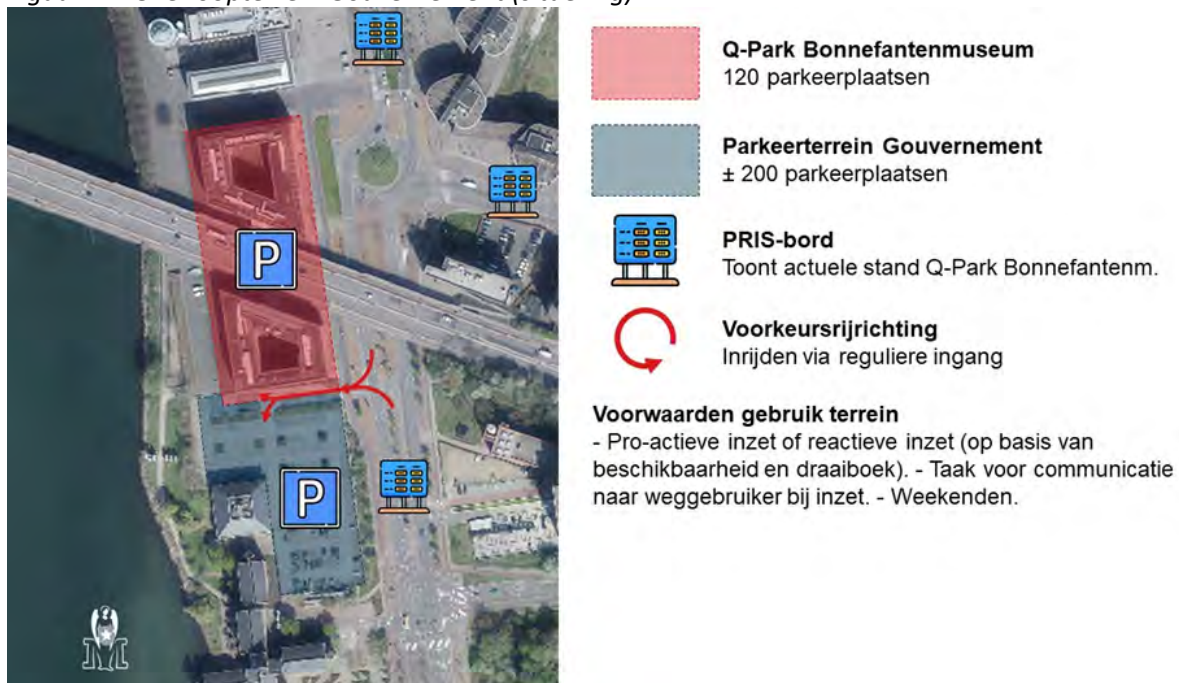 Q-Park Bonnefantenmuseum
120 parkeerplaatsen
Parkeerterrein Gouvernement
± 200 parkeerplaatsen
PRIS-bord
Toont actuele stand Q-Park Bonnefantenm.
Voorkeursrijrichting
Inrijden via reguliere ingang
Voorwaarden gebruik terrein
- Pro-actieve inzet of reactieve inzet (op basis van
beschikbaarheid en draaiboek). - Taak voor communicatie
naar weggebruiker bij inzet. - Weekenden.
P
P